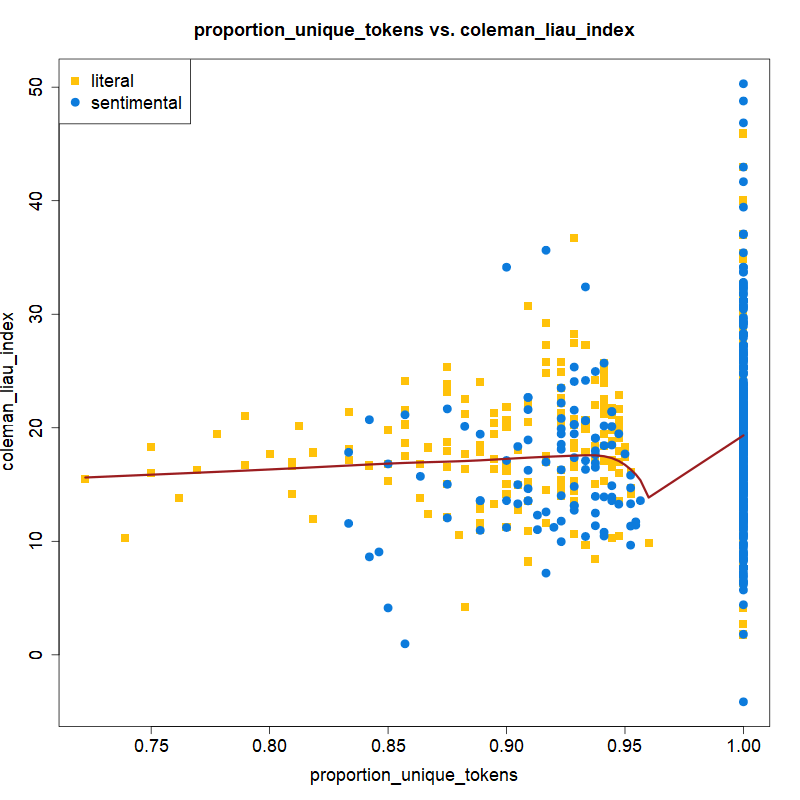 proportion_unique_tokens vs. coleman_liau_index
literal
sentimental
coleman_liau_index
50
40
30
20
10
0
0.75 0.80 0.85 0.90 0.95 1.00
proportion_unique_tokens